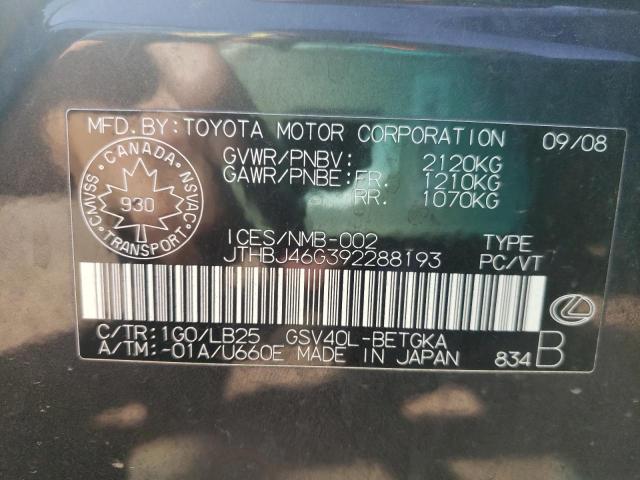 MFD. BY: TOYOTA MOTOR CORPORATION 09/08
GVWR/PNBV: 2120KG
GAWR/PNBE: FR. 1210KG
RR. 1070KG
CANADA
CMVSS NSVAC
930
TRANSPORT
ICES/NMB-002 TYPE
JTHBJ46G392288193 PC/VT
C/TR: 1G0/LB25 GSV40L-BETGKA
A/TM: -01A/U660E MADE IN JAPAN 834 B